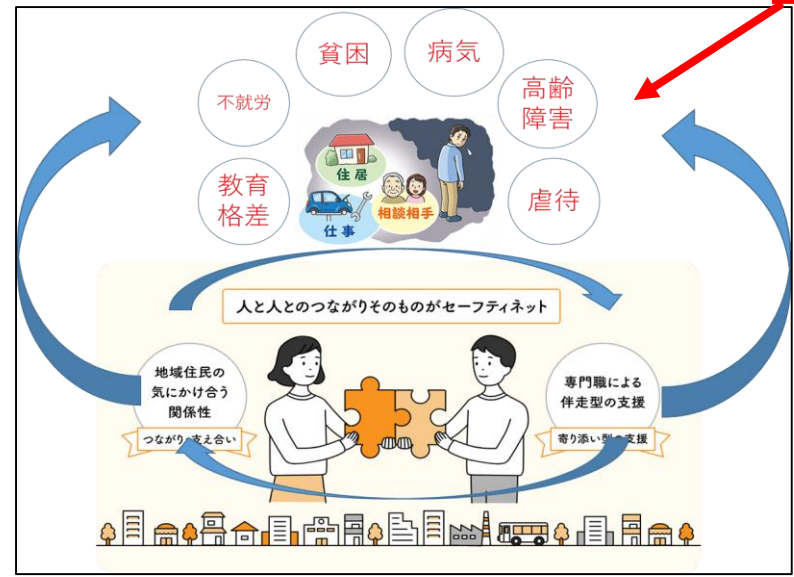 貧困
病気
不就労
高齢
障害
教育
格差
虐待
住居
相談相手
仕事
人と人とのつながりそのものがセーフティネット
地域住民の
気にかけ合う
関係性
つながり・支え合い
専門職による
伴走型の支援
寄り添い型の支援